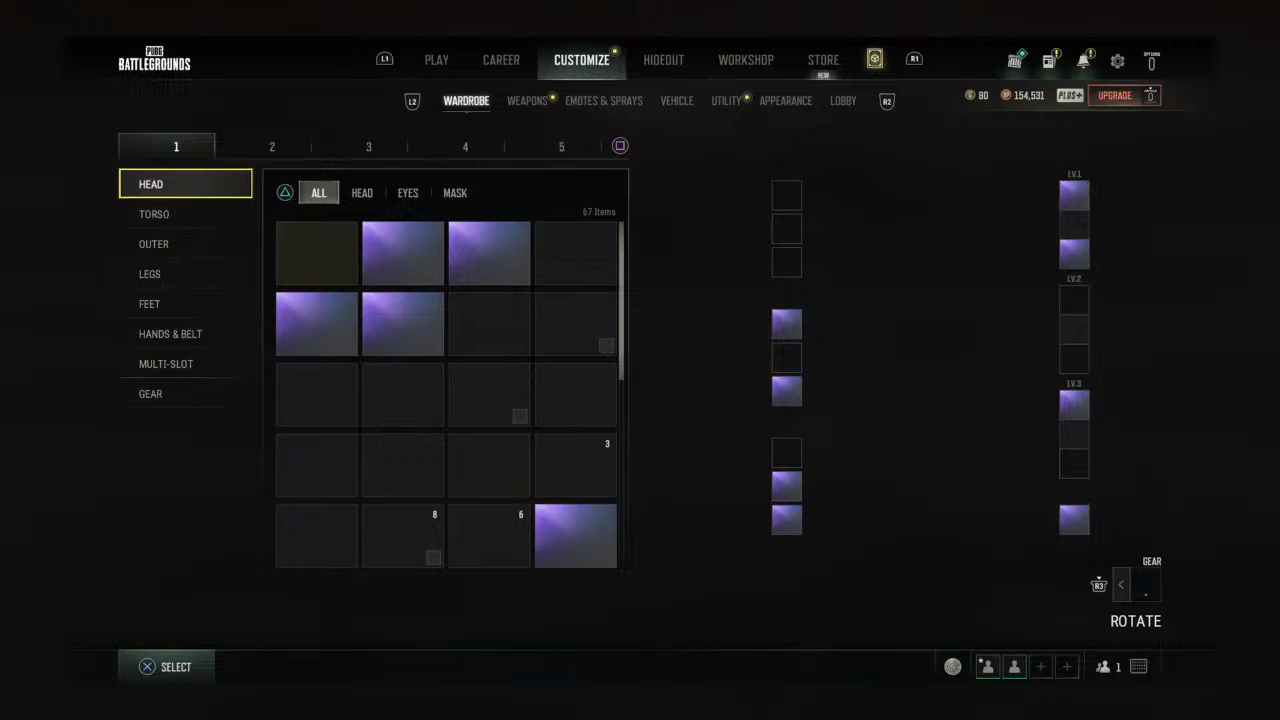 PUBG
BATTLEGROUNDS
L1
PLAY
CAREER
CUSTOMIZE
HIDEOUT
WORKSHOP
STORE
NEW
R1
OPTIONS
L2
WARDROBE
WEAPONS
EMOTES & SPRAYS
VEHICLE
UTILITY
APPEARANCE
LOBBY
R2
G 80
154,531
PLUS+
UPGRADE
1
2
3
4
5
HEAD
TORSO
OUTER
LEGS
FEET
HANDS & BELT
MULTI-SLOT
GEAR
ALL
HEAD
EYES
MASK
67 Items
3
8
6
LV.1
LV.2
LV.3
GEAR
R3
ROTATE
SELECT
1